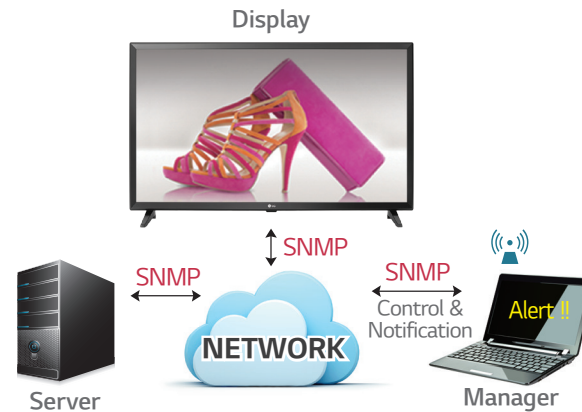 Display
SNMP
SNMP
SNMP
Control &
Notification
NETWORK
Alert !!
Server
Manager